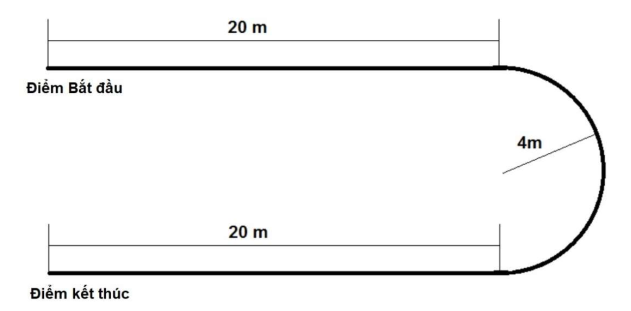 20 m
Điểm Bắt đầu
4m
20 m
Điểm kết thúc